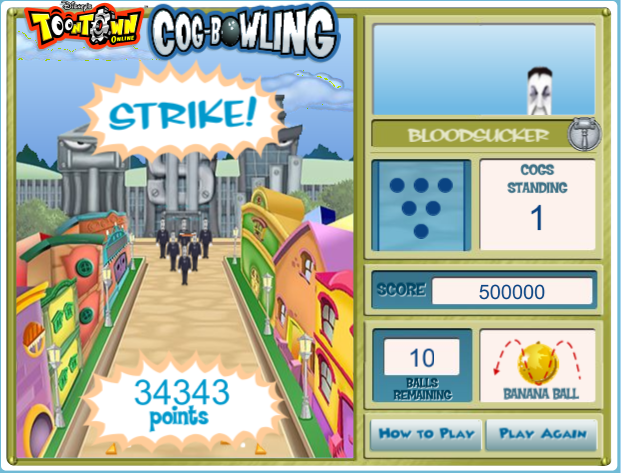 Disney's
TOONTOWN
ONLINE
COG-BOWLING
STRIKE!
34343
points
BLOODSUCKER
COGS
STANDING
1
SCORE 500000
10
BALLS
REMAINING
BANANA BALL
HOW TO PLAY
PLAY AGAIN